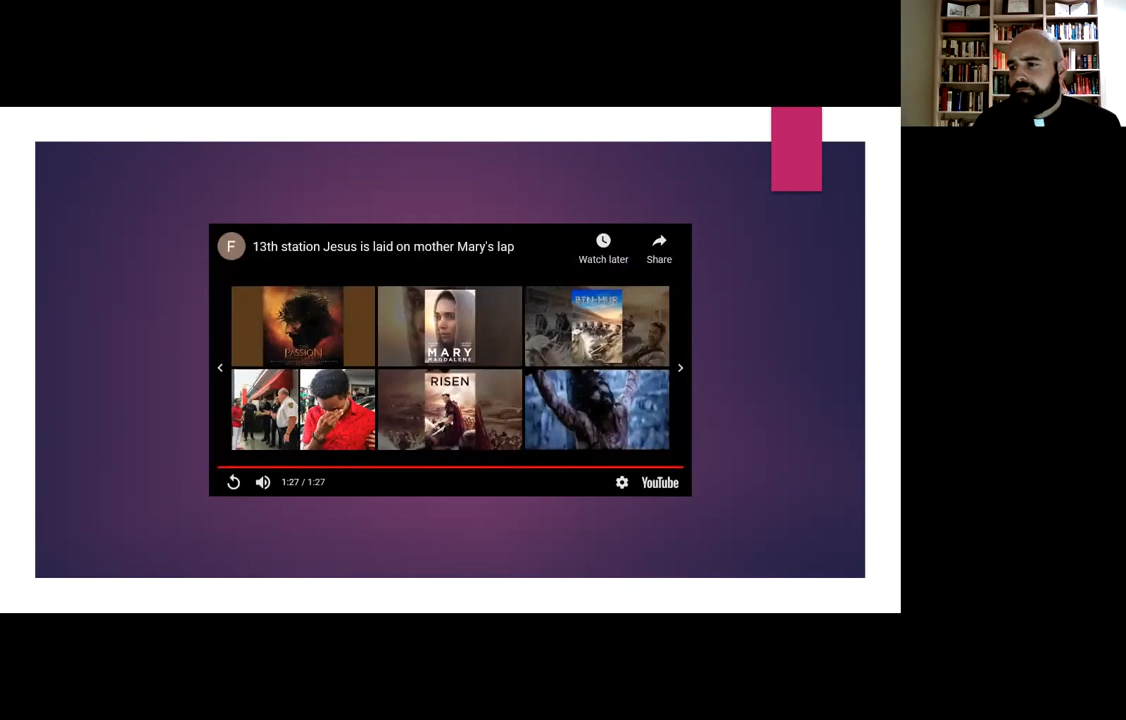 F
13th station Jesus is laid on mother Mary's lap
Watch later
Share
PASSION
MARY
MAGDALENE
BEN-HUR
RISEN
1:27 / 1:27
YouTube